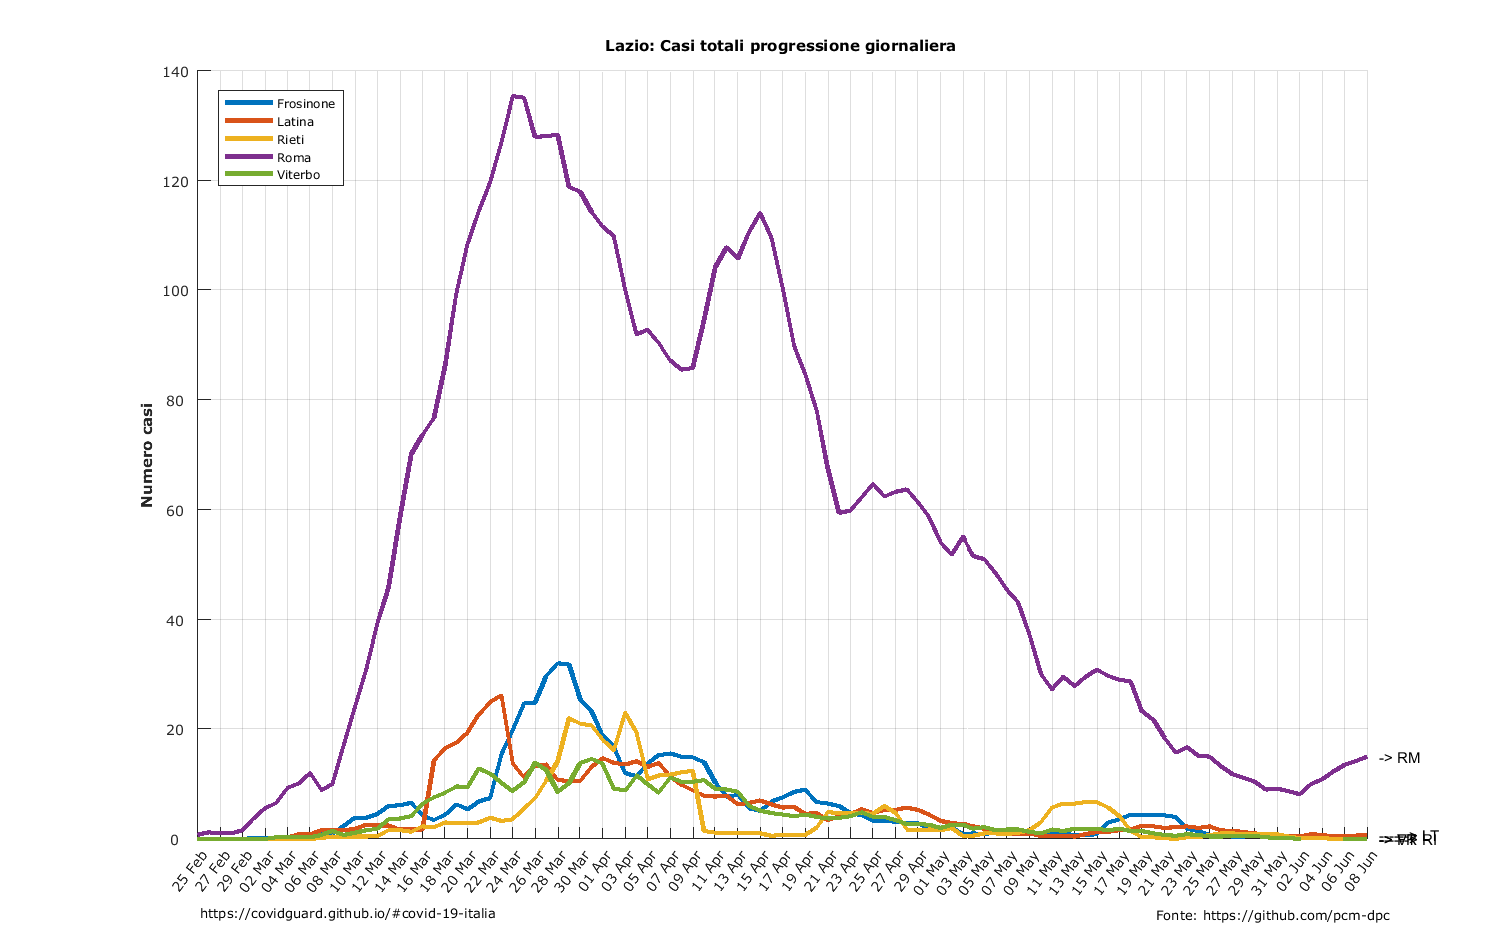 Lazio: Casi totali progressione giornaliera
Numero casi
140
120
100
80
60
40
20
0
Frosinone
Latina
Rieti
Roma
Viterbo
-> RM
-> LT
RI
25 Feb
27 Feb
29 Feb
02 Mar
04 Mar
06 Mar
08 Mar
10 Mar
12 Mar
14 Mar
16 Mar
18 Mar
20 Mar
22 Mar
24 Mar
26 Mar
28 Mar
30 Mar
01 Apr
03 Apr
05 Apr
07 Apr
09 Apr
11 Apr
13 Apr
15 Apr
17 Apr
19 Apr
21 Apr
23 Apr
25 Apr
27 Apr
29 Apr
01 May
03 May
05 May
07 May
09 May
11 May
13 May
15 May
17 May
19 May
21 May
23 May
25 May
27 May
29 May
31 May
02 Jun
04 Jun
06 Jun
08 Jun
https://covidguard.github.io/#covid-19-italia
Fonte: https://github.com/pcm-dpc